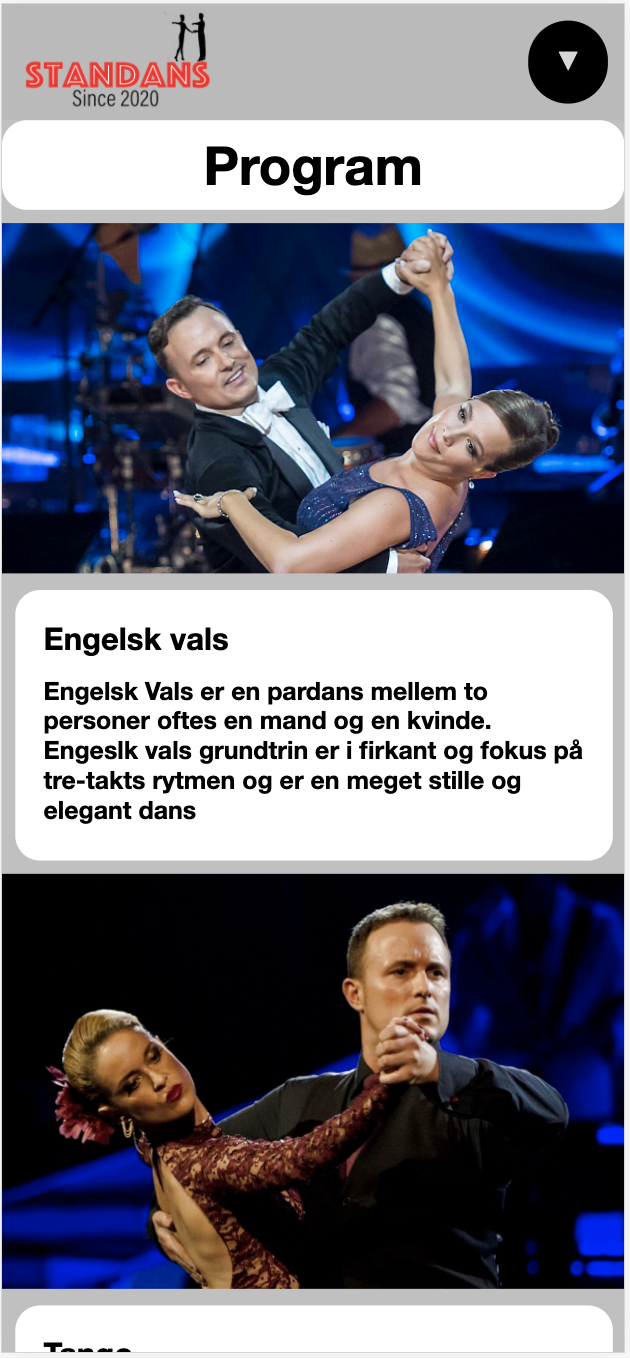 STANDANS
Since 2020
Program
Engelsk vals
Engelsk Vals er en pardans mellem to
personer oftes en mand og en kvinde.
Engeslk vals grundtrin er i firkant og fokus på
tre-takts rytmen og er en meget stille og
elegant dans
Tango